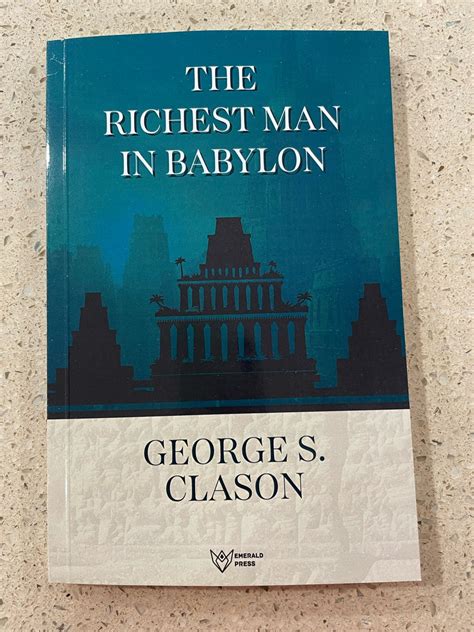 THE
RICHEST MAN
IN BABYLON
GEORGE S.
CLASON
EMERALD
PRESS